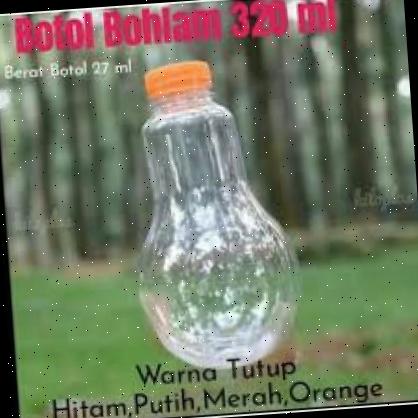 Botol Bohlam 320 ml
Berat Botol 27 ml
Warna Tutup
Hitam,Putih,Merah,Orange